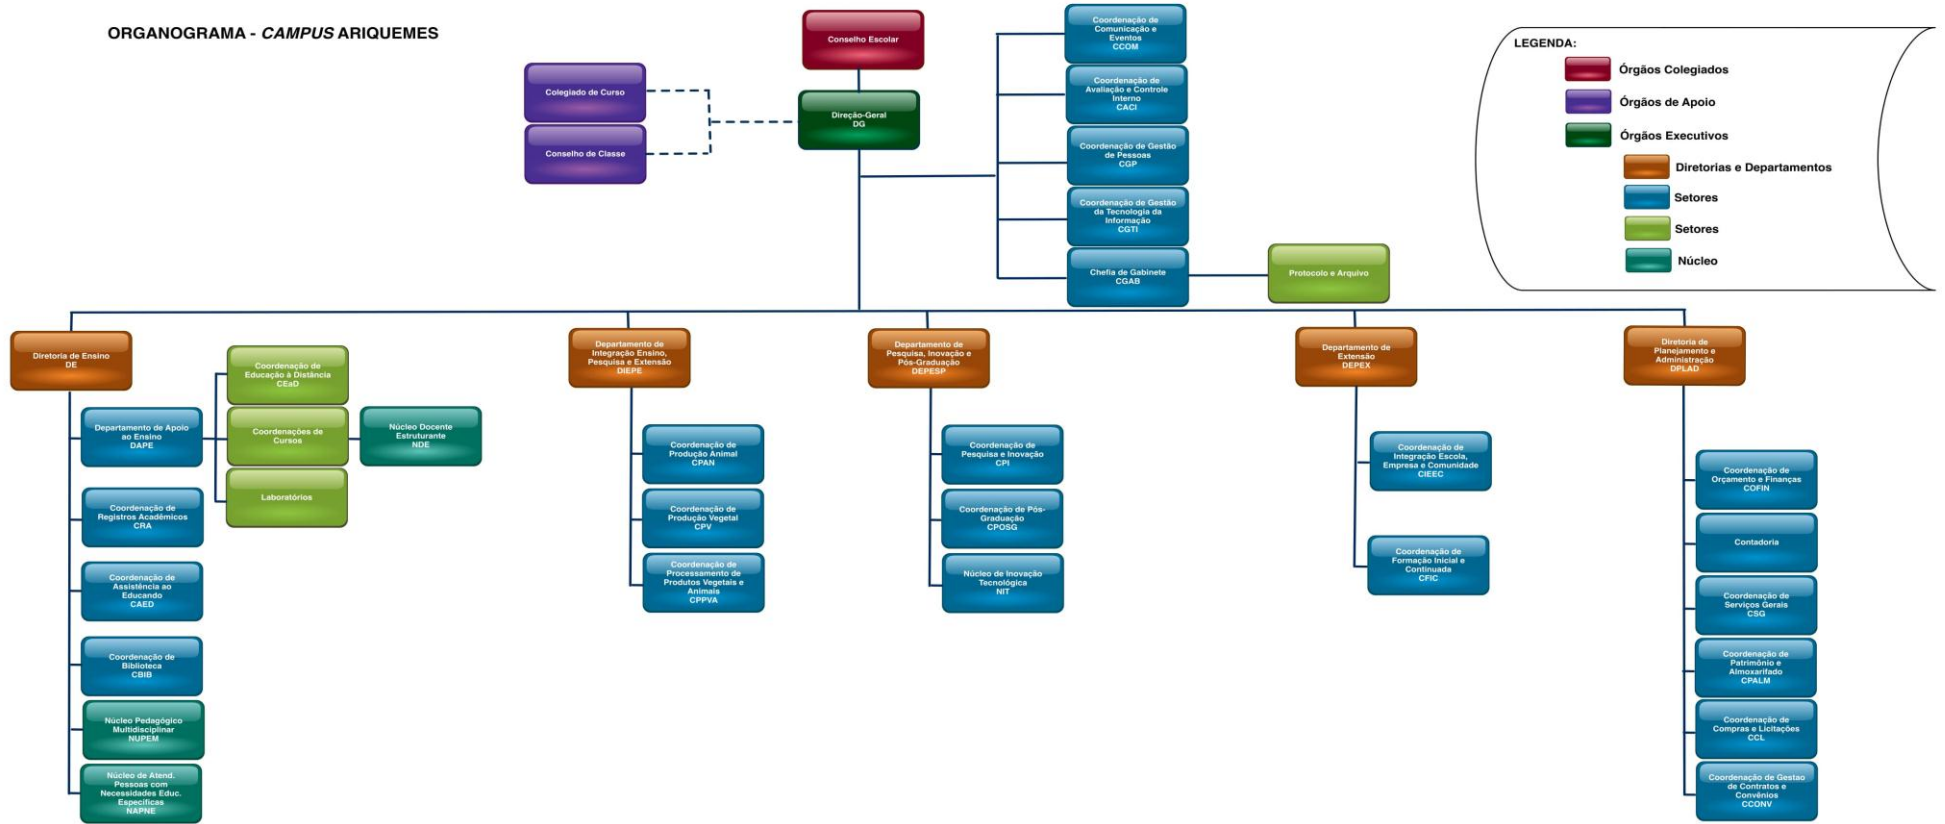 ORGANOGRAMA - CAMPUS ARIQUEMES
Conselho Escolar
Colegiado de Curso
Conselho de Classe
Direção-Geral
DG
Coordenação de
Comunicação e
Eventos
CCOM
Coordenação de
Avaliação e Controle
Interno
CACI
Coordenação de Gestão
de Pessoas
CGP
Coordenação de Gestão
da Tecnologia da
Informação
CGTI
Chefia de Gabinete
CGAB
Protocolo e Arquivo
LEGENDA:
Órgãos Colegiados
Órgãos de Apoio
Órgãos Executivos
Diretorias e Departamentos
Setores
Setores
Núcleo
Diretoria de Ensino
DE
Departamento de Apoio
ao Ensino
DAPE
Coordenação de
Educação à Distância
CEaD
Coordenações de
Cursos
Laboratórios
Núcleo Docente
Estruturante
NDE
Coordenação de
Registros Acadêmicos
CRA
Coordenação de
Assistência ao
Educando
CAED
Coordenação de
Biblioteca
CBIB
Núcleo Pedagógico
Multidisciplinar
NUPEM
Núcleo de Atend.
Pessoas com
Necessidades Educ.
Específicas
NAPNE
Departamento de
Integração Ensino,
Pesquisa e Extensão
DIEPE
Coordenação de
Produção Animal
CPAN
Coordenação de
Produção Vegetal
CPV
Coordenação de
Processamento de
Produtos Vegetais e
Animais
CPPVA
Departamento de
Pesquisa, Inovação e
Pós-Graduação
DEPESP
Coordenação de
Pesquisa e Inovação
CPI
Coordenação de Pós-
Graduação
CPOSG
Núcleo de Inovação
Tecnológica
NIT
Departamento de
Extensão
DEPEX
Coordenação de
Integração Escola,
Empresa e Comunidade
CIEEC
Coordenação de
Formação Inicial e
Continuada
CFIC
Diretoria de
Planejamento e
Administração
DPLAD
Coordenação de
Orçamento e Finanças
COFIN
Contadoria
Coordenação de
Serviços Gerais
CSG
Coordenação de
Patrimônio e
Almoxarifado
CPALM
Coordenação de
Compras e Licitações
CCL
Coordenação de Gestao
de Contratos e
Convênios
CCONV